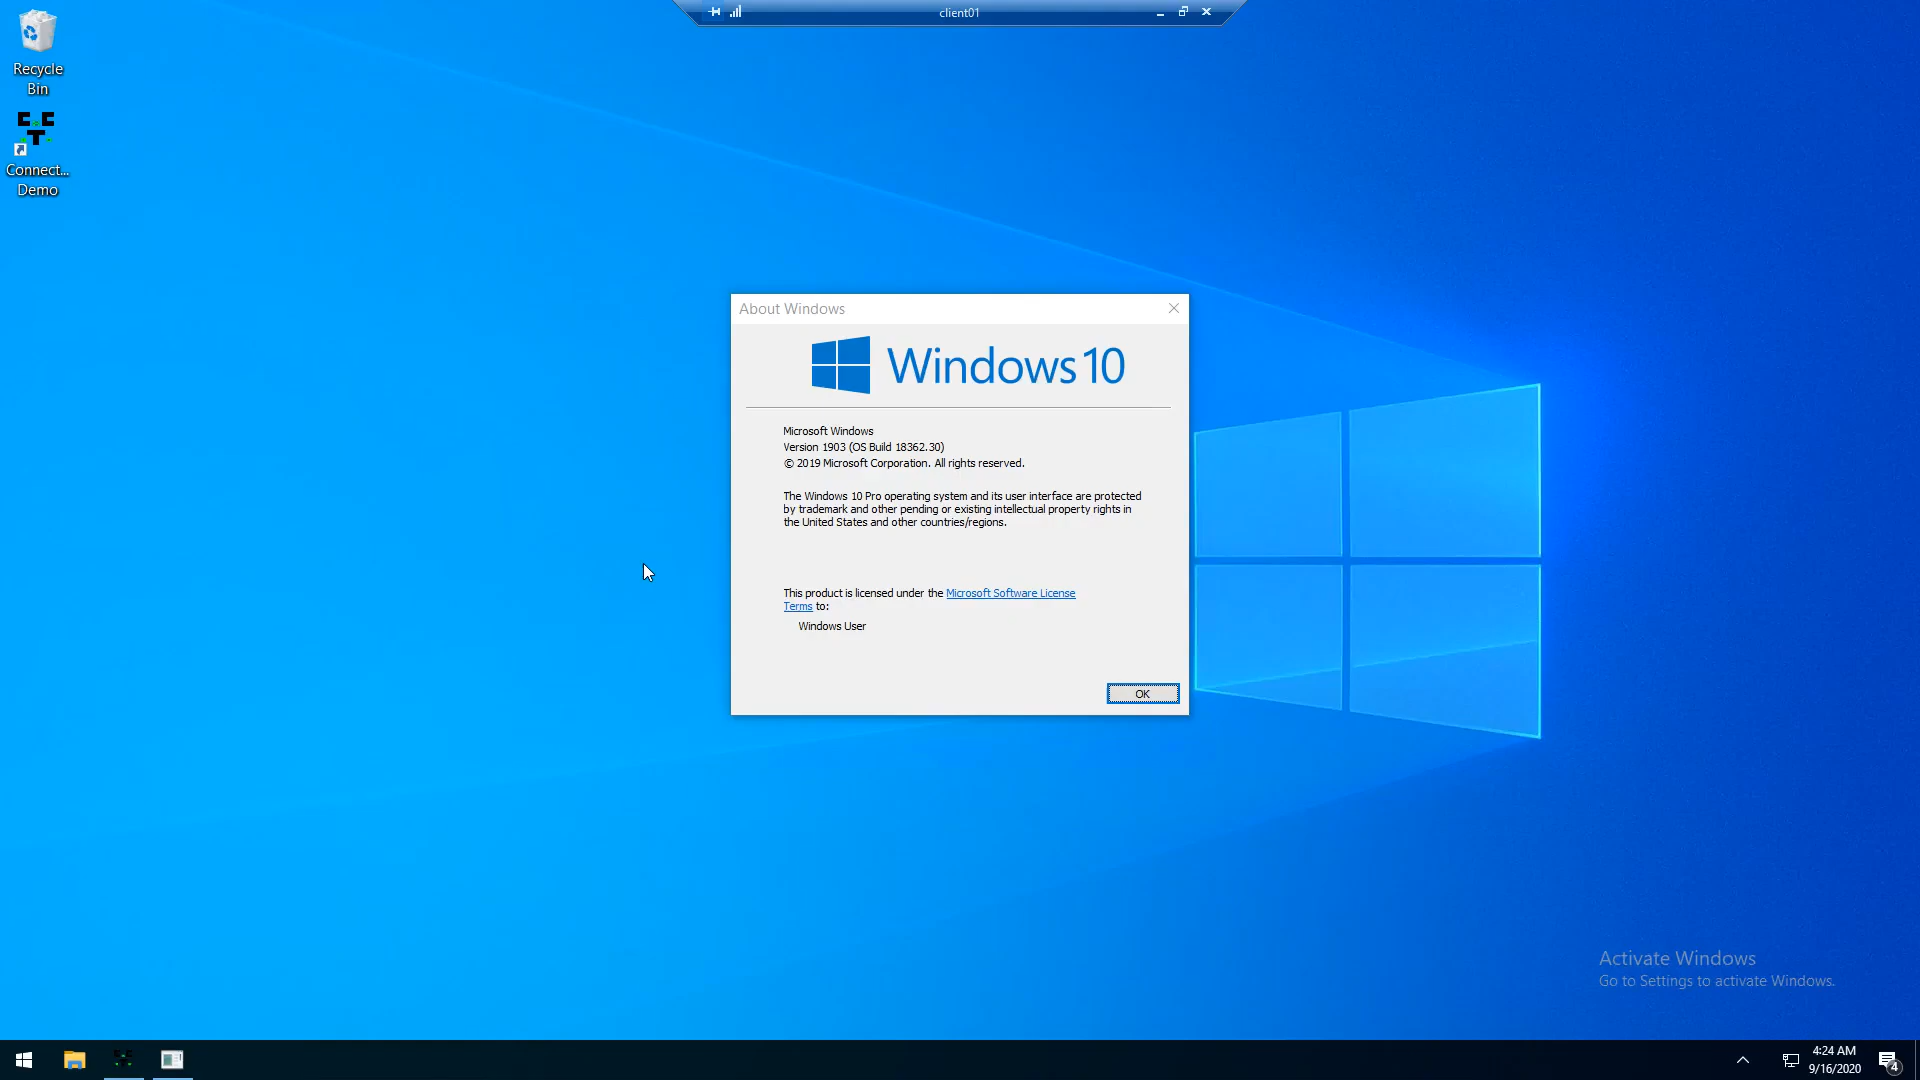 client01
Recycle
Bin
Connect...
Demo
About Windows
Windows 10
Microsoft Windows
Version 1903 (OS Build 18362.30)
© 2019 Microsoft Corporation. All rights reserved.
The Windows 10 Pro operating system and its user interface are protected
by trademark and other pending or existing intellectual property rights in
the United States and other countries/regions.
This product is licensed under the Microsoft Software License
Terms to:
Windows User
OK
Activate Windows
Go to Settings to activate Windows.
4:24 AM
9/16/2020
4